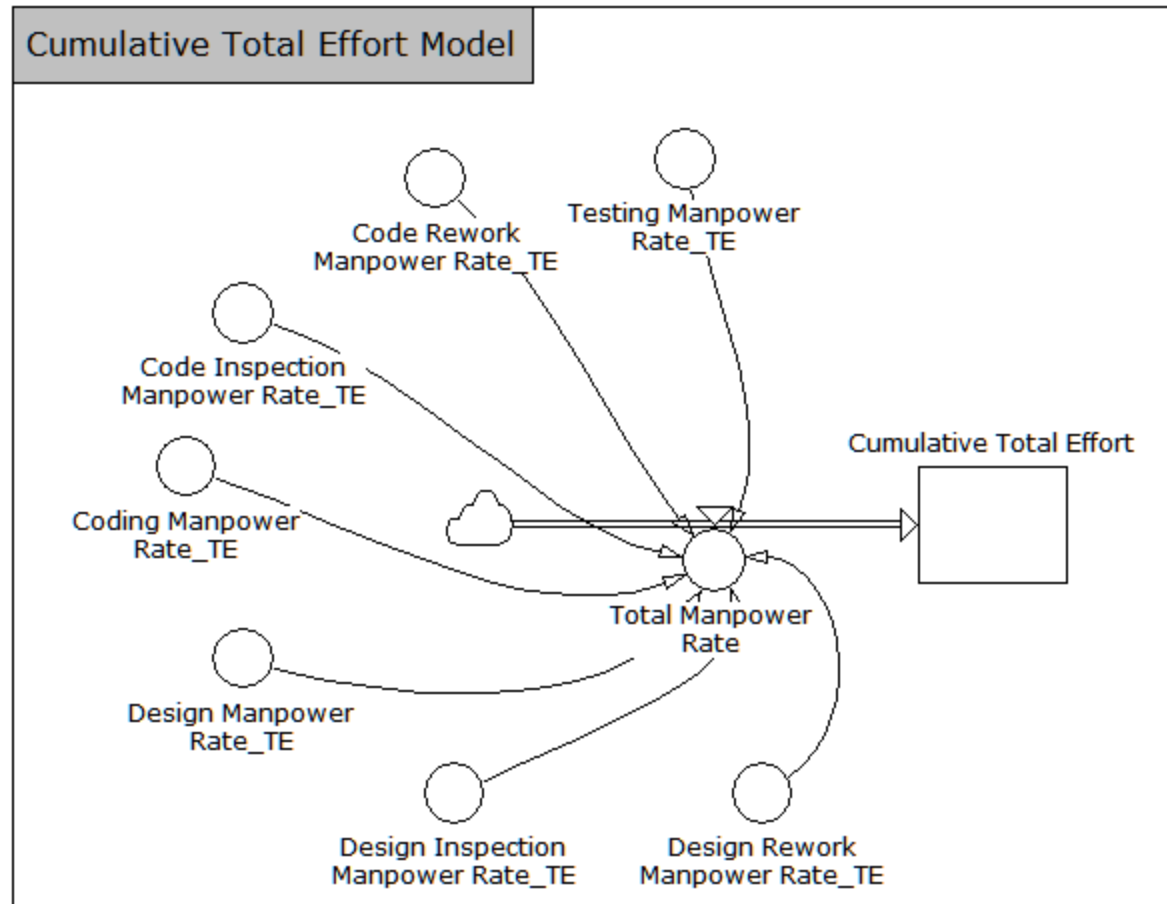 Cumulative Total Effort Model
Testing Manpower
Rate_TE
Code Rework
Manpower Rate_TE
Code Inspection
Manpower Rate_TE
Cumulative Total Effort
Coding Manpower
Rate_TE
Total Manpower
Rate
Design Manpower
Rate_TE
Design Inspection
Manpower Rate_TE
Design Rework
Manpower Rate_TE